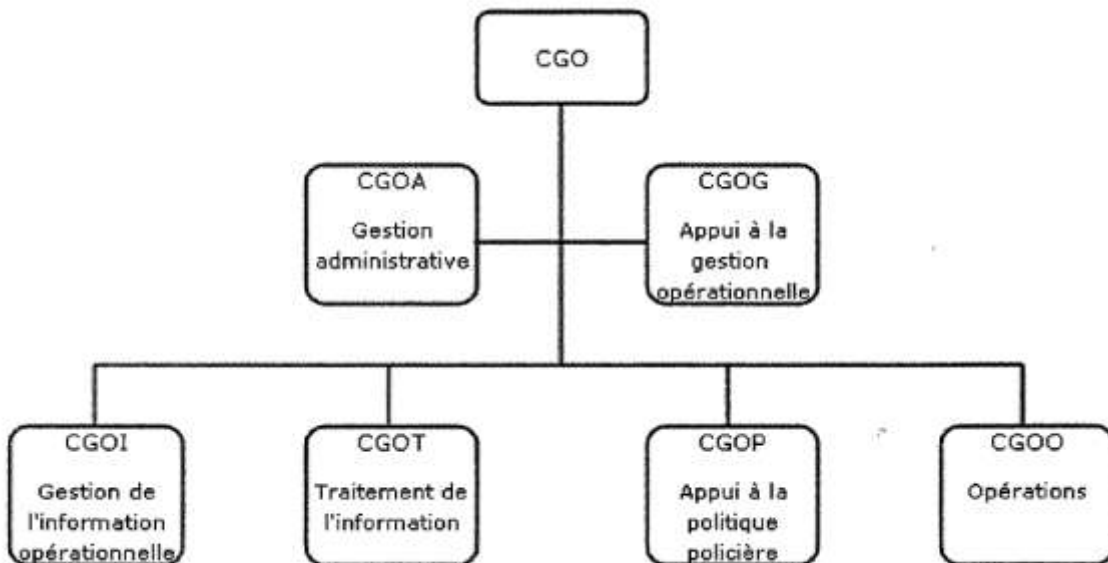 CGO
CGOA
Gestion
administrative
CGOG
Appui à la
gestion
opérationnelle
CGOI
Gestion de
l'information
opérationnelle
CGOT
Traitement de
l'information
CGOP
Appui à la
politique
policière
CGOO
Opérations